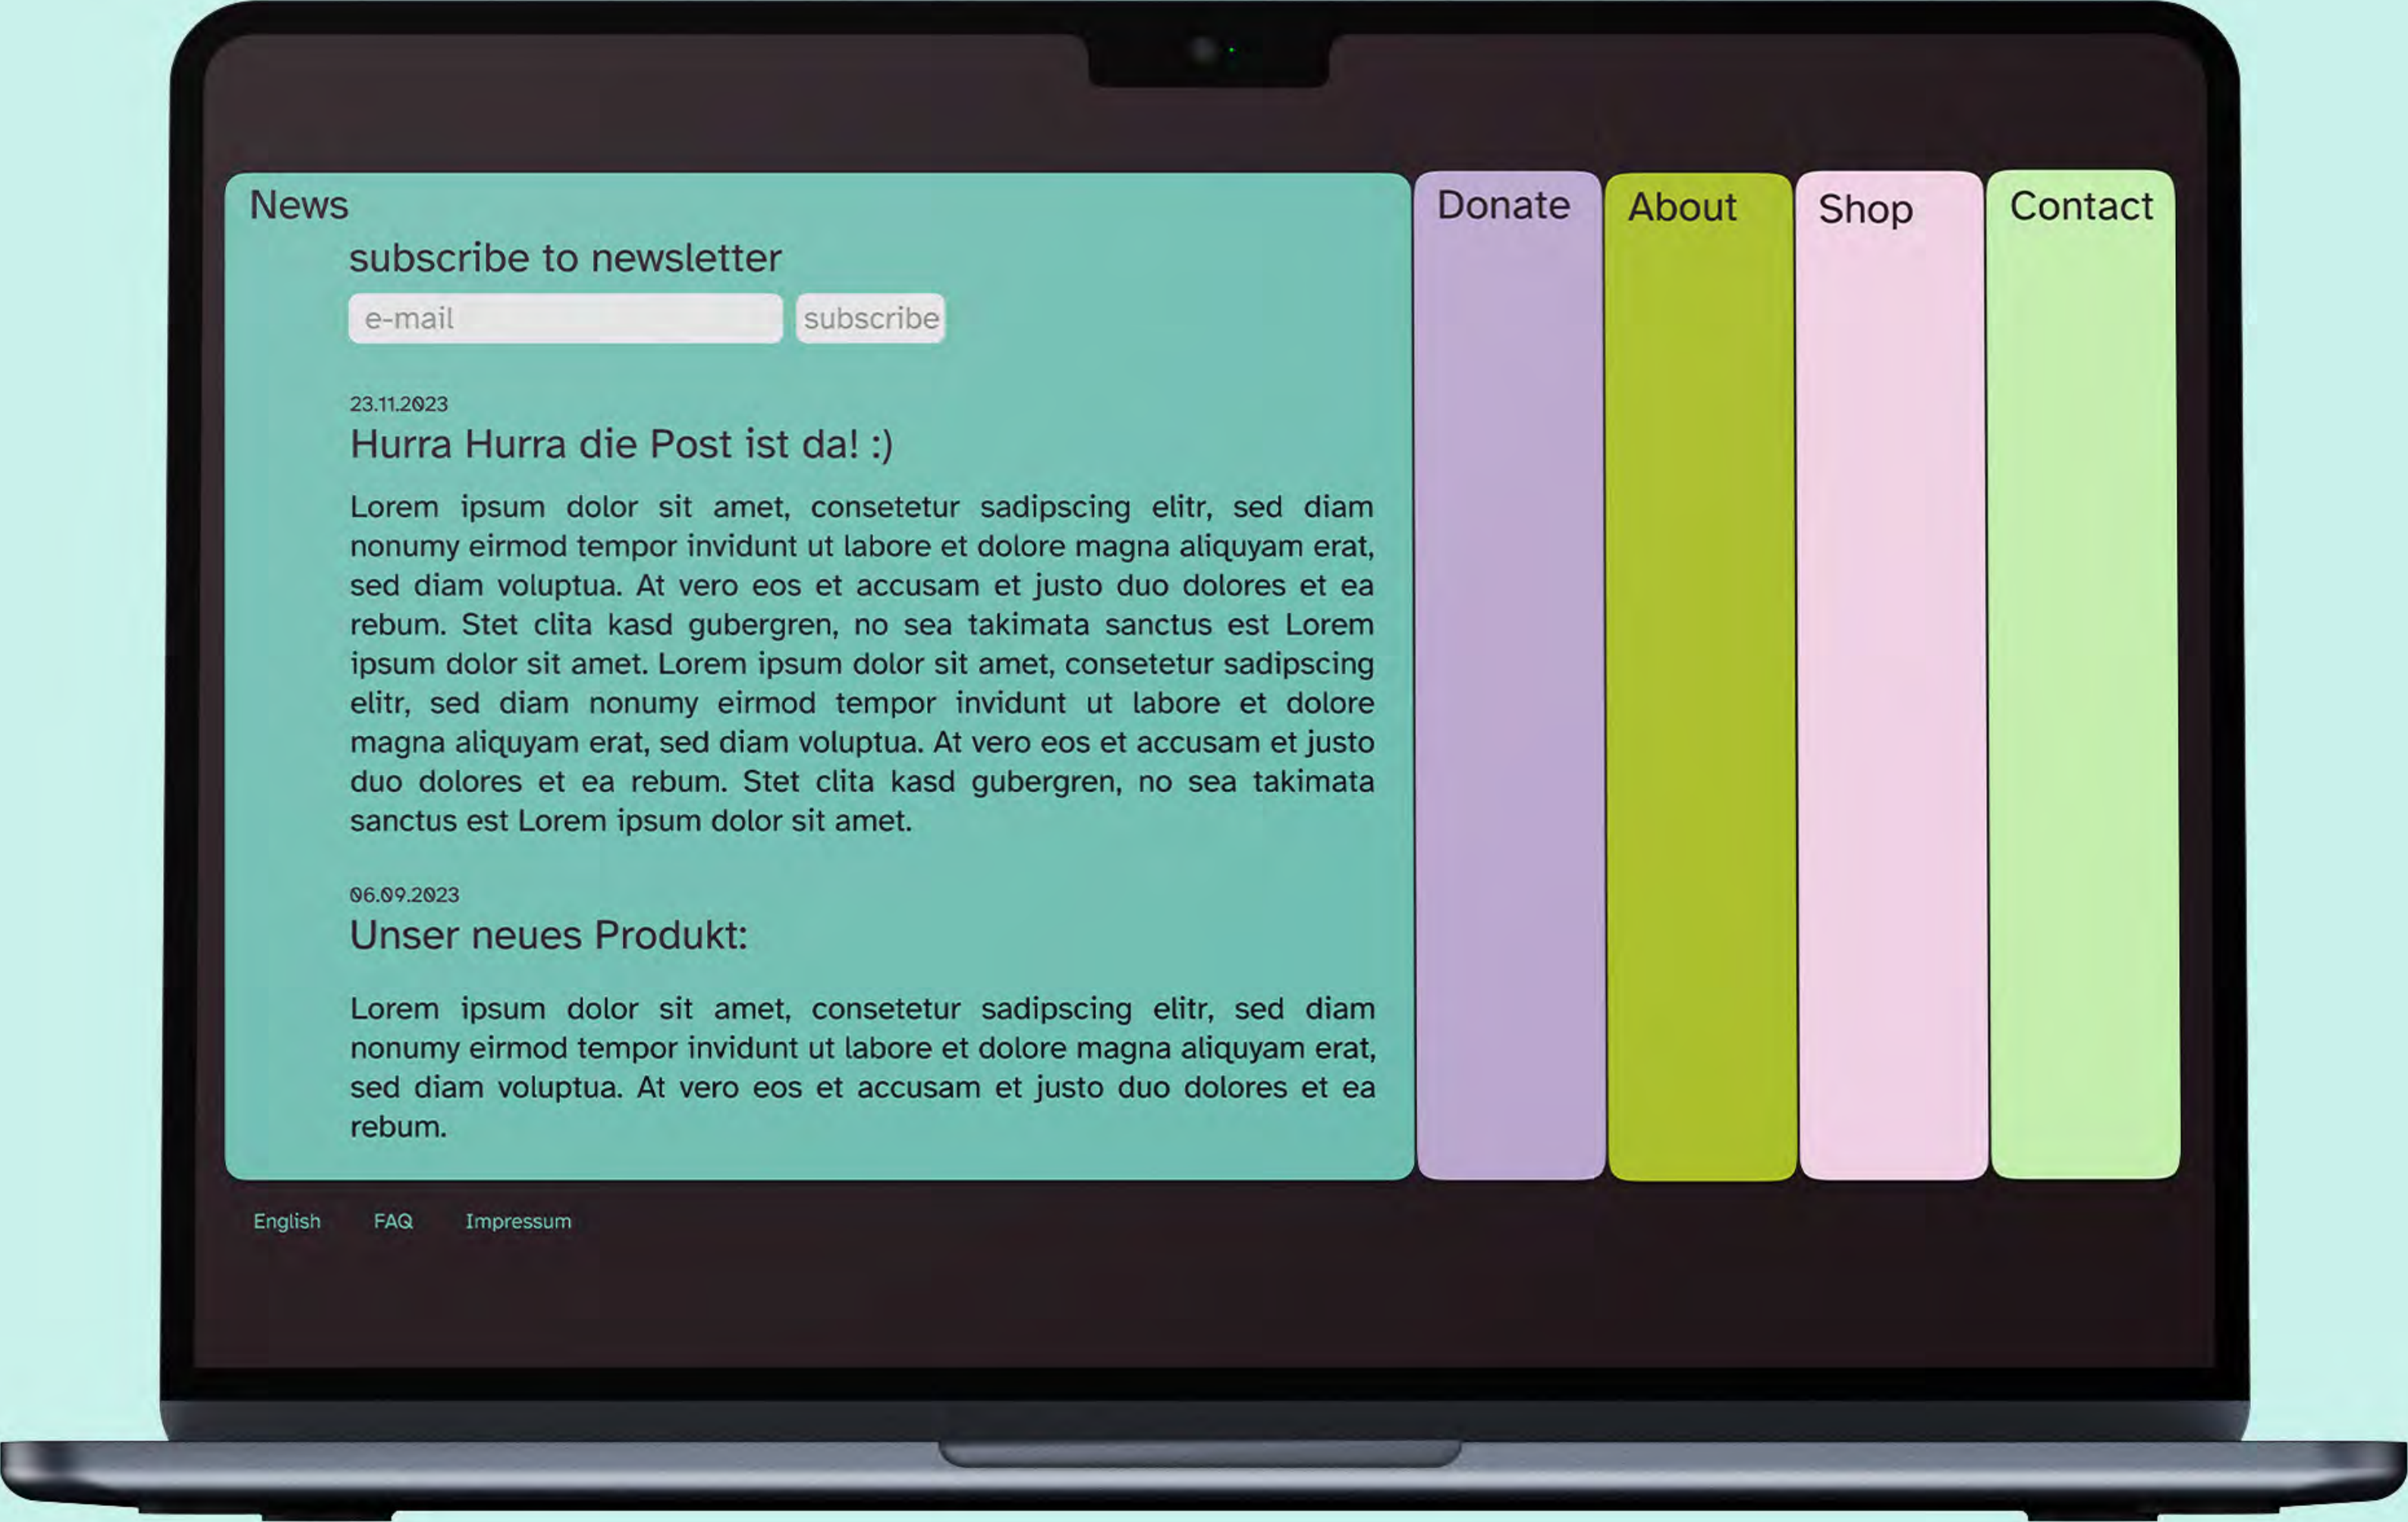 News
Donate
About
Shop
Contact
subscribe to newsletter
e-mail
subscribe
23.11.2023
Hurra Hurra die Post ist da! :)
Lorem ipsum dolor sit amet, consetetur sadipscing elitr, sed diam
nonumy eirmod tempor invidunt ut labore et dolore magna aliquyam erat,
sed diam voluptua. At vero eos et accusam et justo duo dolores et ea
rebum. Stet clita kasd gubergren, no sea takimata sanctus est Lorem
ipsum dolor sit amet. Lorem ipsum dolor sit amet, consetetur sadipscing
elitr, sed diam nonumy eirmod tempor invidunt ut labore et dolore
magna aliquyam erat, sed diam voluptua. At vero eos et accusam et justo
duo dolores et ea rebum. Stet clita kasd gubergren, no sea takimata
sanctus est Lorem ipsum dolor sit amet.
06.09.2023
Unser neues Produkt:
Lorem ipsum dolor sit amet, consetetur sadipscing elitr, sed diam
nonumy eirmod tempor invidunt ut labore et dolore magna aliquyam erat,
sed diam voluptua. At vero eos et accusam et justo duo dolores et ea
rebum.
English
FAQ
Impressum